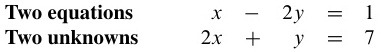 Two equations x − 2y = 1
Two unknowns 2x + y = 7